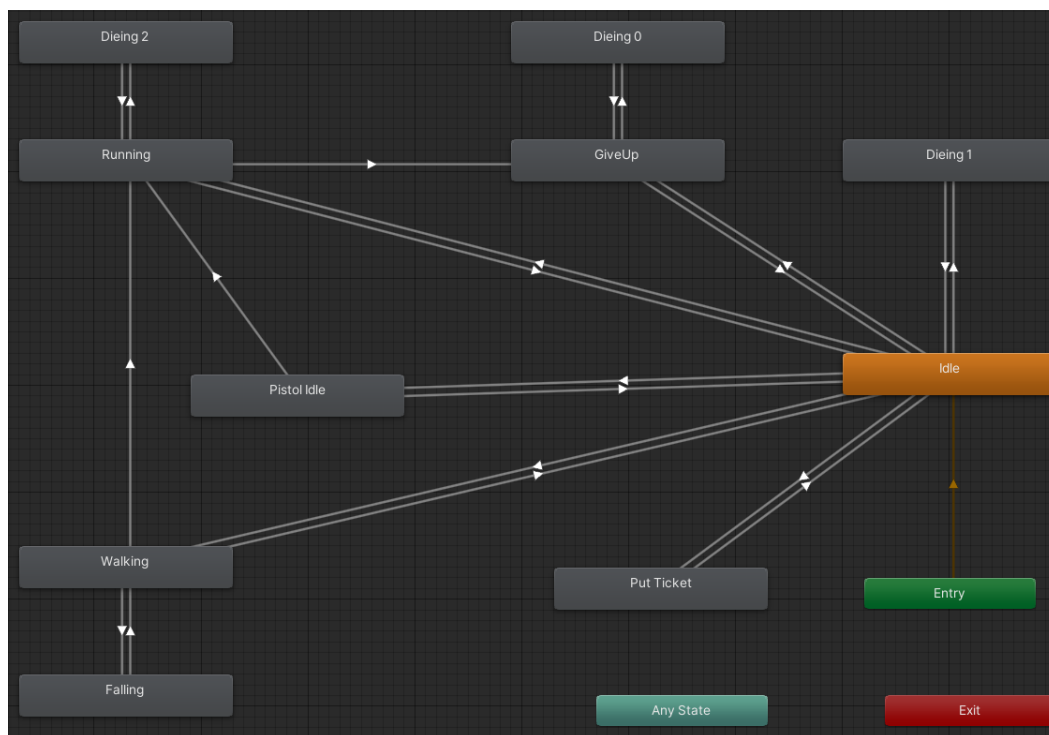 Dieing 2
Dieing 0
Running
GiveUp
Dieing 1
Idle
Pistol Idle
Walking
Put Ticket
Entry
Falling
Any State
Exit